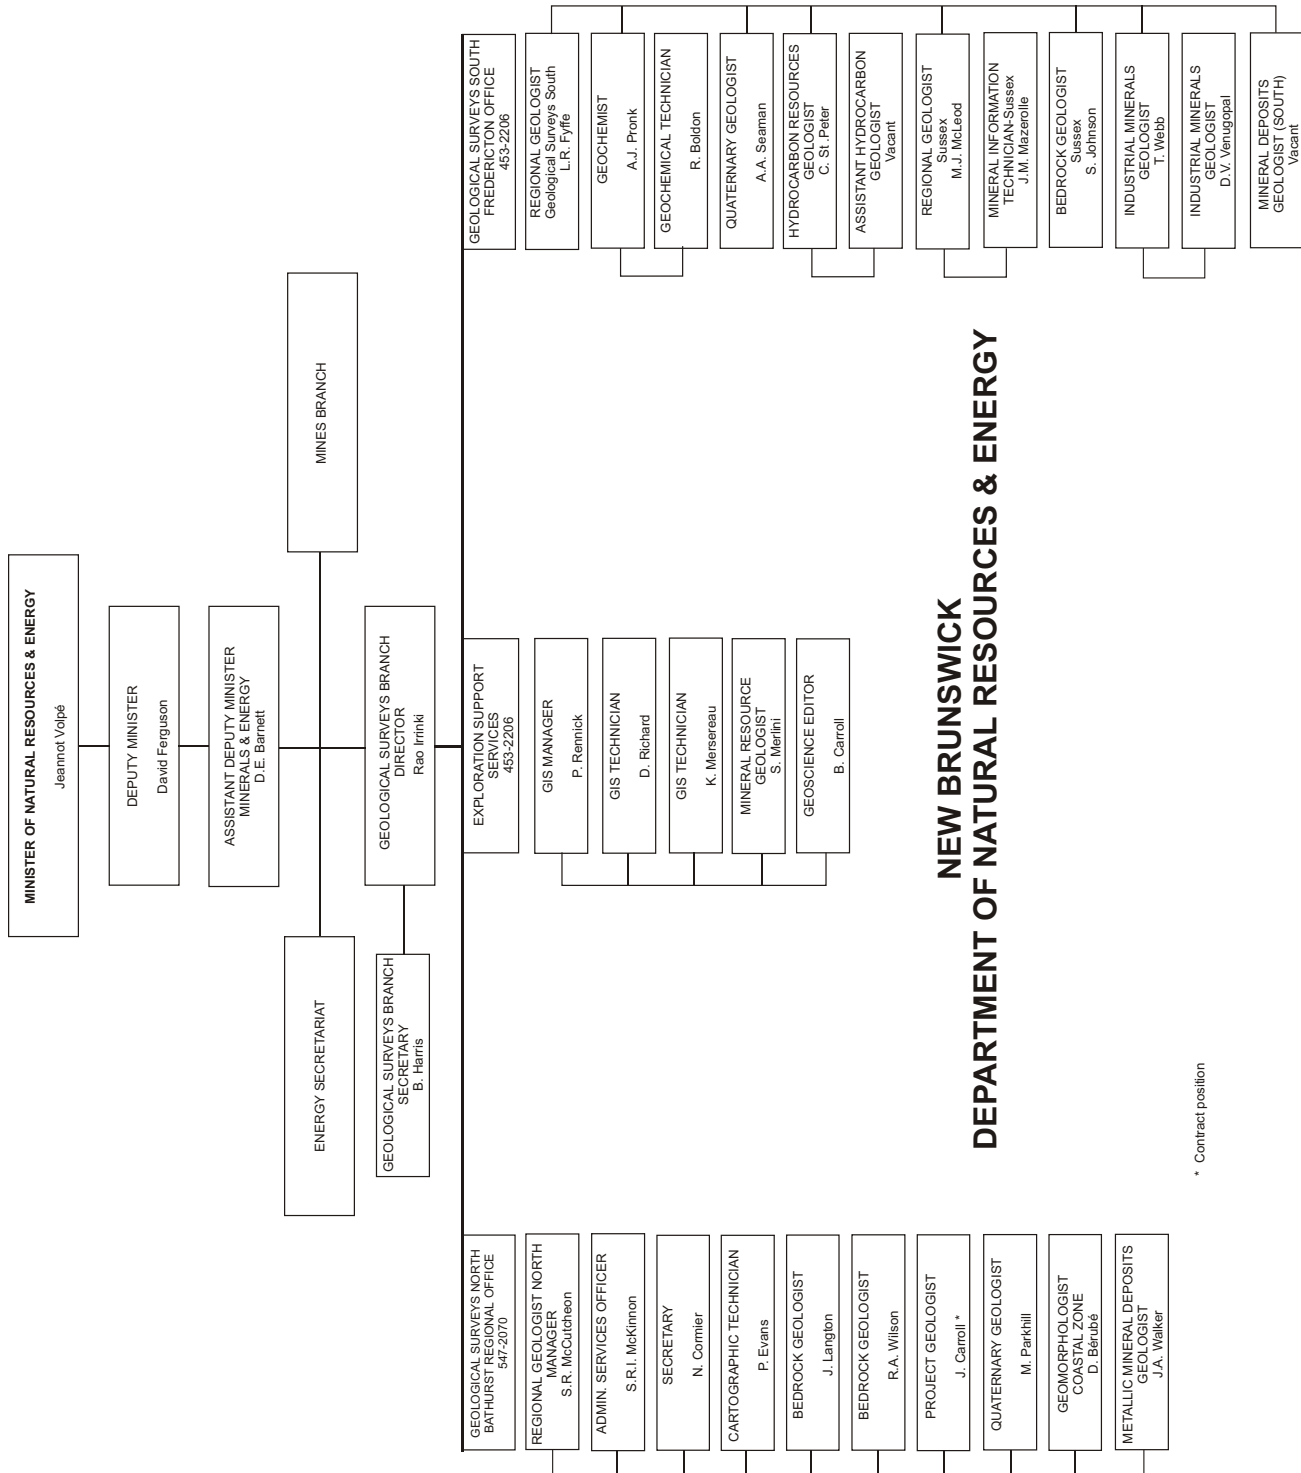 MINISTER OF NATURAL RESOURCES & ENERGY
Jeannot Volpé
DEPUTY MINISTER
David Ferguson
ASSISTANT DEPUTY MINISTER
MINERALS & ENERGY
D.E. Barnett
ENERGY SECRETARIAT
MINES BRANCH
GEOLOGICAL SURVEYS BRANCH
DIRECTOR
Rao Irrinki
GEOLOGICAL SURVEYS BRANCH
SECRETARY
B. Harris
GEOLOGICAL SURVEYS NORTH
BATHURST REGIONAL OFFICE
547-2070
REGIONAL GEOLOGIST NORTH
MANAGER
S.R. McCutcheon
ADMIN. SERVICES OFFICER
S.R.I. McKinnon
SECRETARY
N. Cormier
CARTOGRAPHIC TECHNICIAN
P. Evans
BEDROCK GEOLOGIST
J. Langton
BEDROCK GEOLOGIST
R.A. Wilson
PROJECT GEOLOGIST
J. Carroll *
QUATERNARY GEOLOGIST
M. Parkhill
GEOMORPHOLOGIST
COASTAL ZONE
D. Bérubé
METALLIC MINERAL DEPOSITS
GEOLOGIST
J.A. Walker
EXPLORATION SUPPORT
SERVICES
453-2206
GIS MANAGER
P. Rennick
GIS TECHNICIAN
D. Richard
GIS TECHNICIAN
K. Mersereau
MINERAL RESOURCE
GEOLOGIST
S. Merlini
GEOSCIENCE EDITOR
B. Carroll
GEOLOGICAL SURVEYS SOUTH
FREDERICTON OFFICE
453-2206
REGIONAL GEOLOGIST
Geological Surveys South
L.R. Fyffe
GEOCHEMIST
A.J. Pronk
GEOCHEMICAL TECHNICIAN
R. Boldon
QUATERNARY GEOLOGIST
A.A. Seaman
HYDROCARBON RESOURCES
GEOLOGIST
C. St .Peter
ASSISTANT HYDROCARBON
GEOLOGIST
Vacant
REGIONAL GEOLOGIST
Sussex
M.J. McLeod
MINERAL INFORMATION
TECHNICIAN-Sussex
J.M. Mazerolle
BEDROCK GEOLOGIST
Sussex
S. Johnson
INDUSTRIAL MINERALS
GEOLOGIST
T. Webb
INDUSTRIAL MINERALS
GEOLOGIST
D.V. Venugopal
MINERAL DEPOSITS
GEOLOGIST (SOUTH)
Vacant
NEW BRUNSWICK
DEPARTMENT OF NATURAL RESOURCES & ENERGY
* Contract position